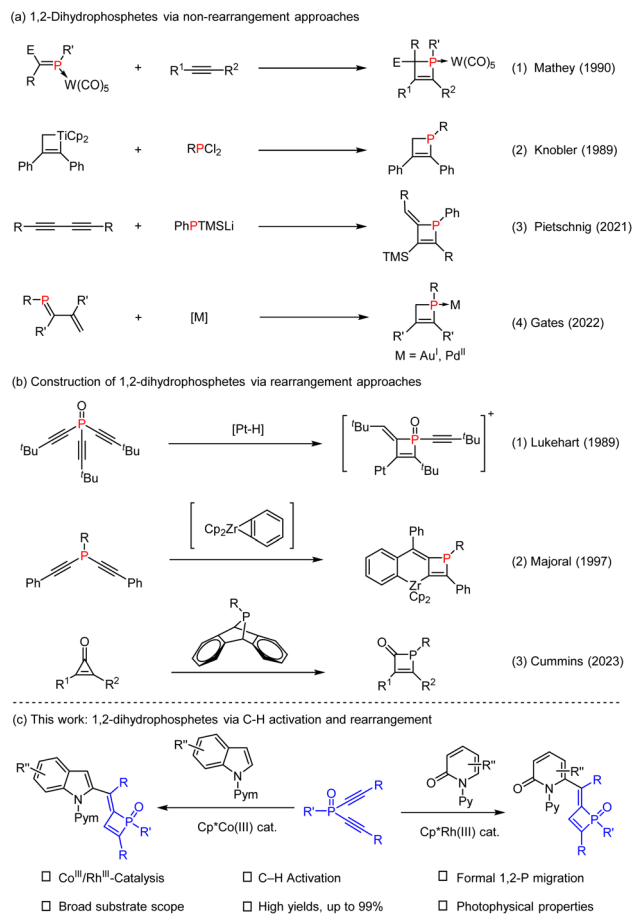 (a) 1,2-Dihydrophosphetes via non-rearrangement approaches
E R' P R W(CO)5 + R1 R2 R R' E P W(CO)5 R1 R2 (1) Mathey (1990)
TiCp2 Ph Ph + RPCl2 R P Ph Ph (2) Knobler (1989)
R R + PhPTMSLi R Ph P TMS R (3) Pietschnig (2021)
R P R' R' + [M] R P M R' R' (4) Gates (2022)
M = AuI, PdII
(b) Construction of 1,2-dihydrophosphetes via rearrangement approaches
O P tBu tBu tBu [Pt-H] tBu O P tBu Pt tBu + (1) Lukehart (1989)
R P Ph Ph Cp2Zr Ph R P Zr Cp2 Ph (2) Majoral (1997)
O R1 R2 R P O R P R1 R2 (3) Cummins (2023)
(c) This work: 1,2-dihydrophosphetes via C-H activation and rearrangement
R'' N Pym R O P R' R
R'' N Pym
Cp*Co(III) cat.
O R' P R R
R'' O N Py
Cp*Rh(III) cat.
R'' O N Py R O P R' R
CoIII/RhIII-Catalysis C–H Activation Formal 1,2-P migration
Broad substrate scope High yields, up to 99% Photophysical properties